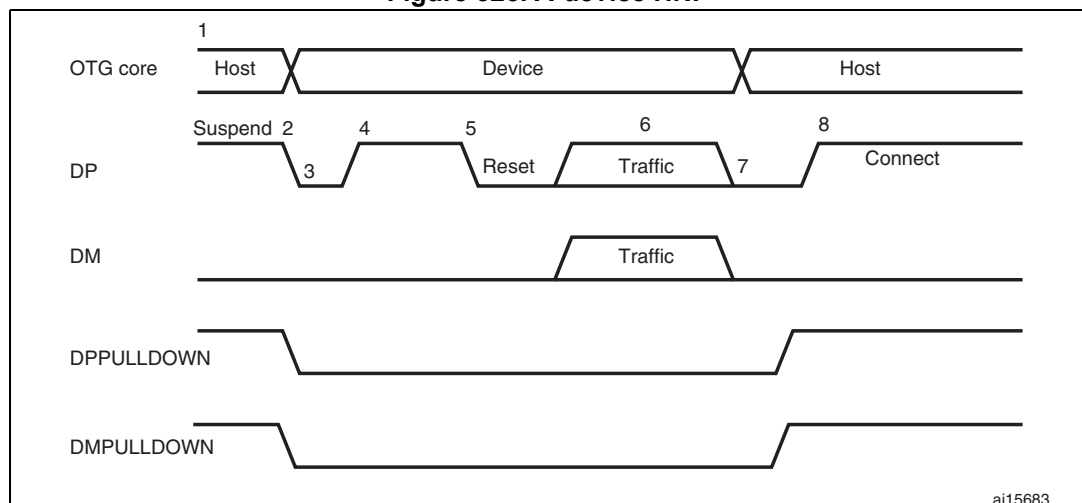 1
OTG core Host Device Host
Suspend 2 4 5 6 8
DP 3 Reset Traffic 7 Connect
DM Traffic
DPPULLDOWN
DMPULLDOWN
ai15683